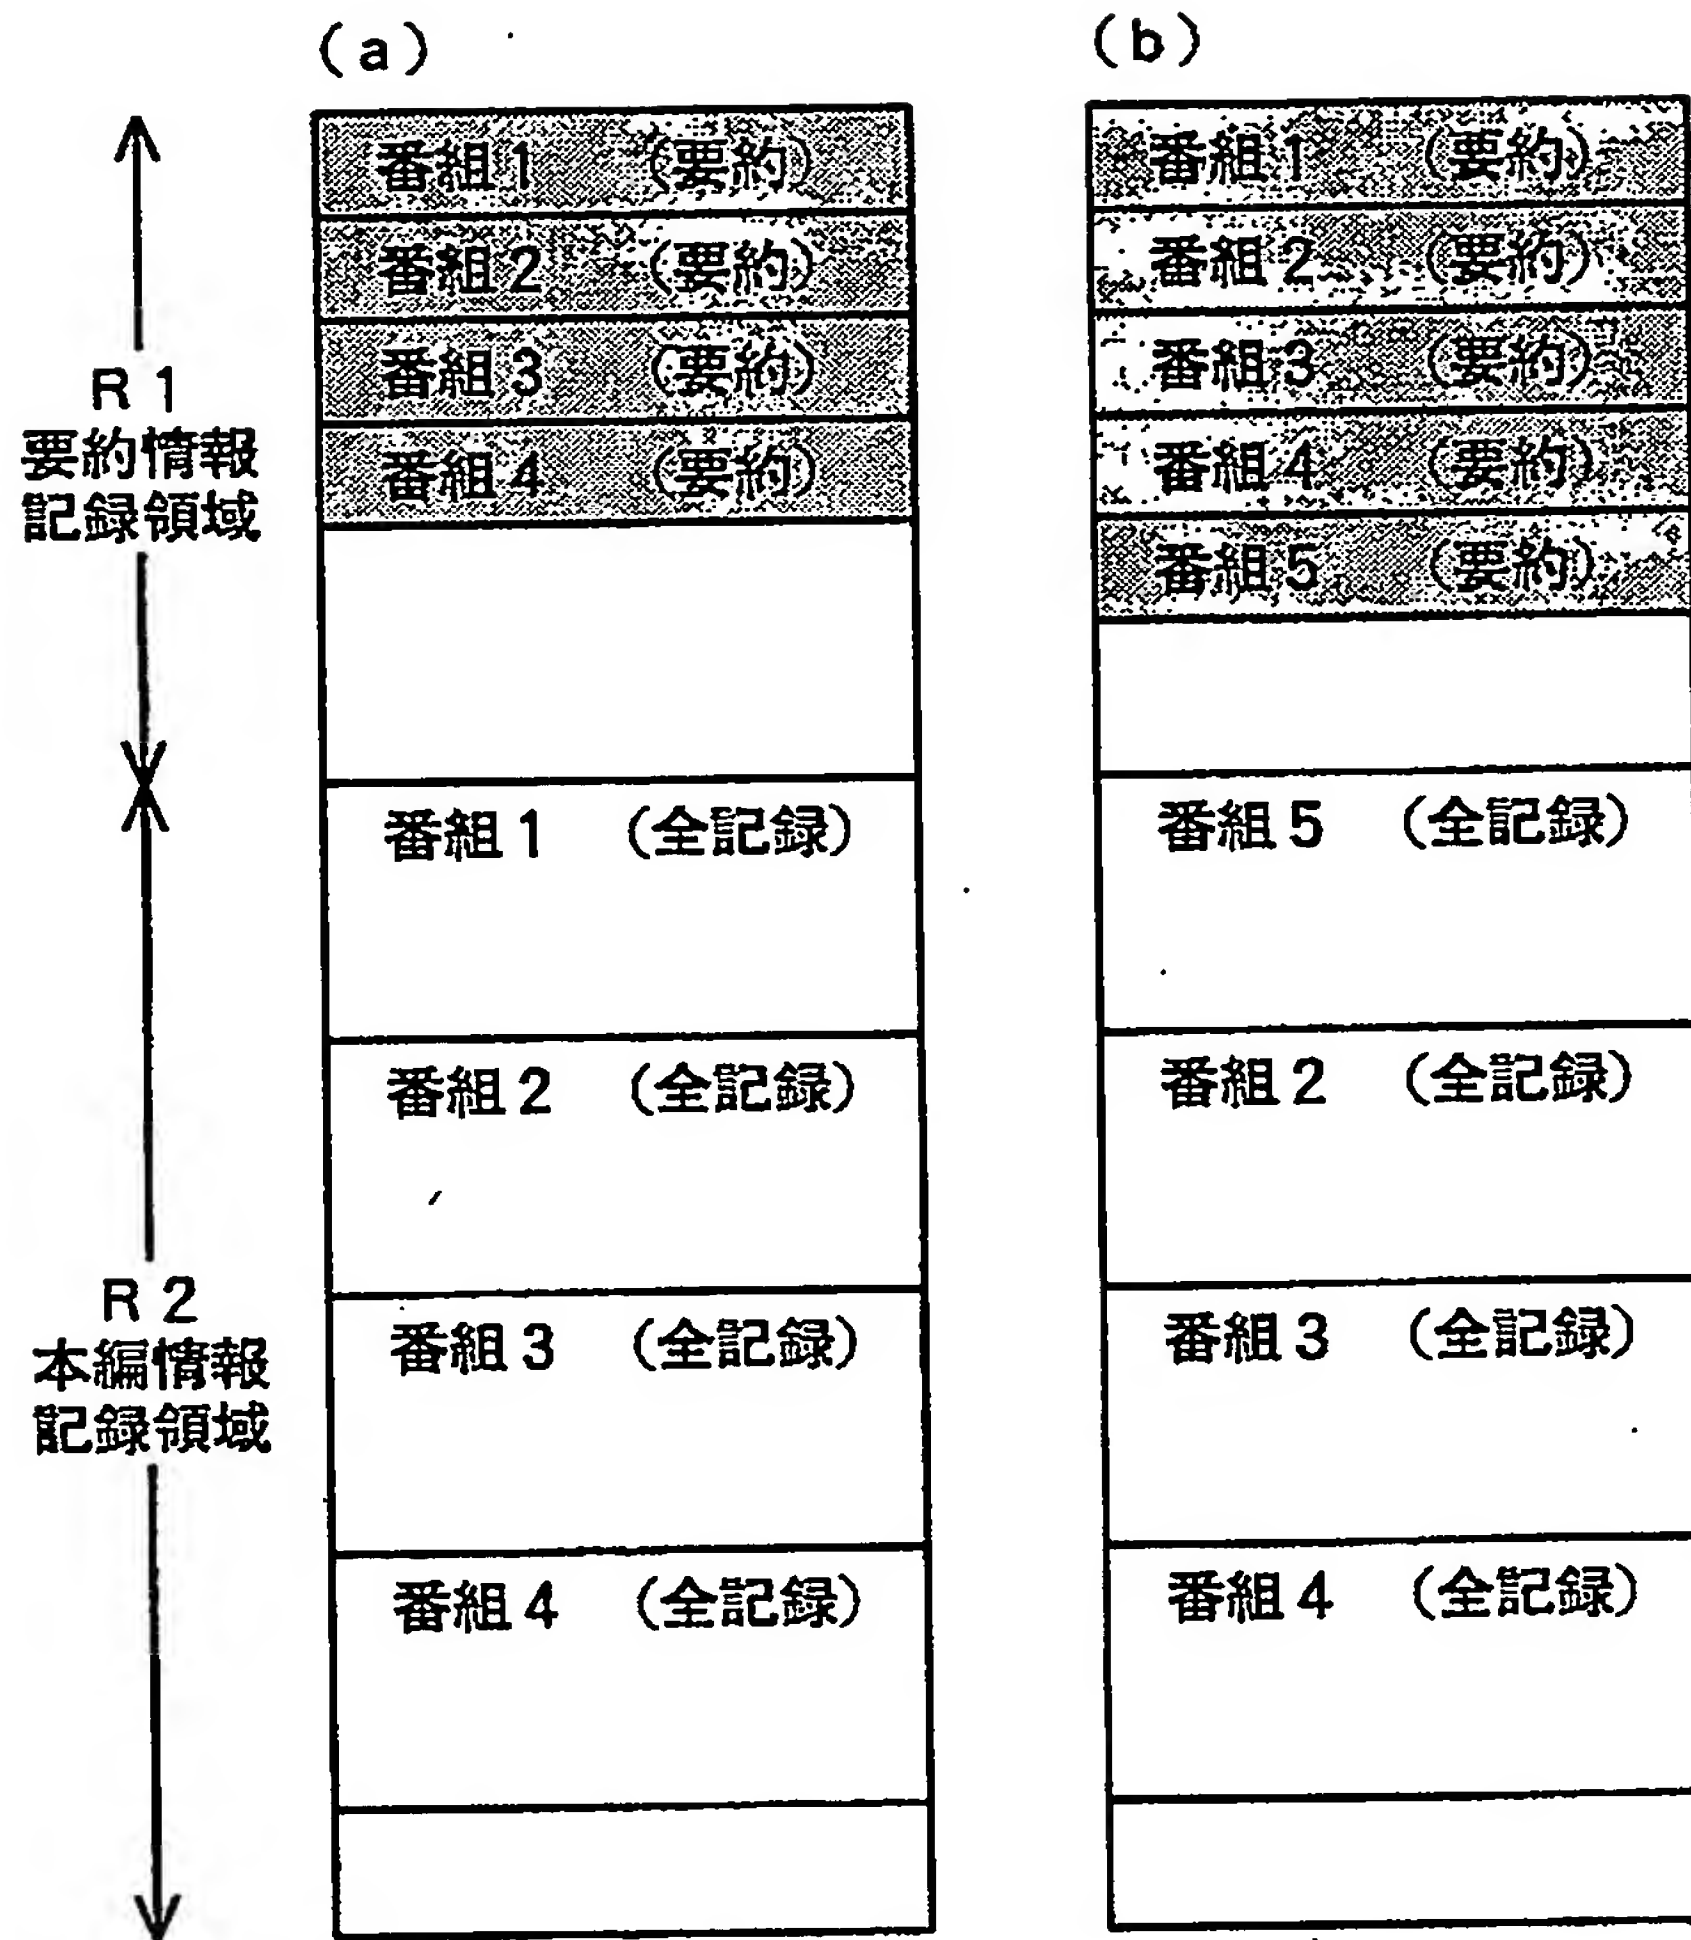 (a)
番組1 (要約)
番組2 (要約)
番組3 (要約)
番組4 (要約)
番組1 (全記録)
番組2 (全記録)
番組3 (全記録)
番組4 (全記録)
(b)
番組1 (要約)
番組2 (要約)
番組3 (要約)
番組4 (要約)
番組5 (要約)
番組5 (全記録)
番組2 (全記録)
番組3 (全記録)
番組4 (全記録)
R1
要約情報
記録領域
R2
本編情報
記録領域